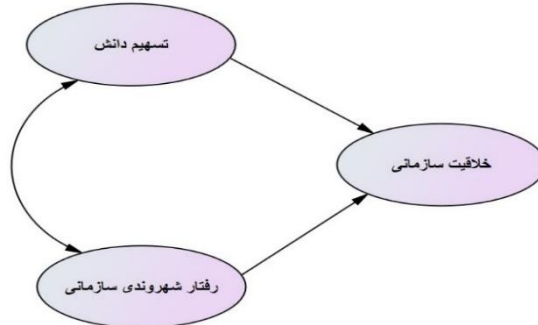 تسهیم دانش
خلاقیت سازمانی
رفتار شهروندی سازمانی